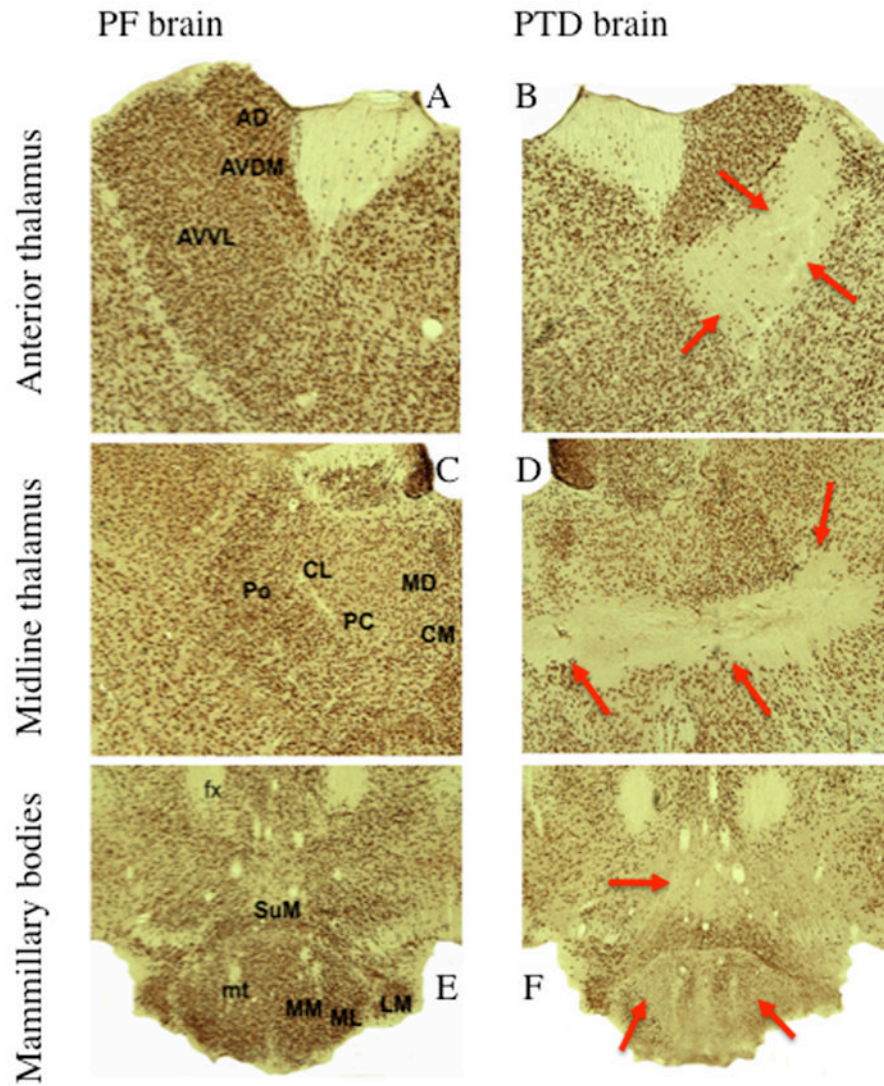 PF brain
PTD brain
Anterior thalamus
A
AD
AVDM
AVVL
B
Midline thalamus
C
CL
Po
MD
PC
CM
D
Mammillary bodies
fx
SuM
mt
MM
ML
LM
E
F